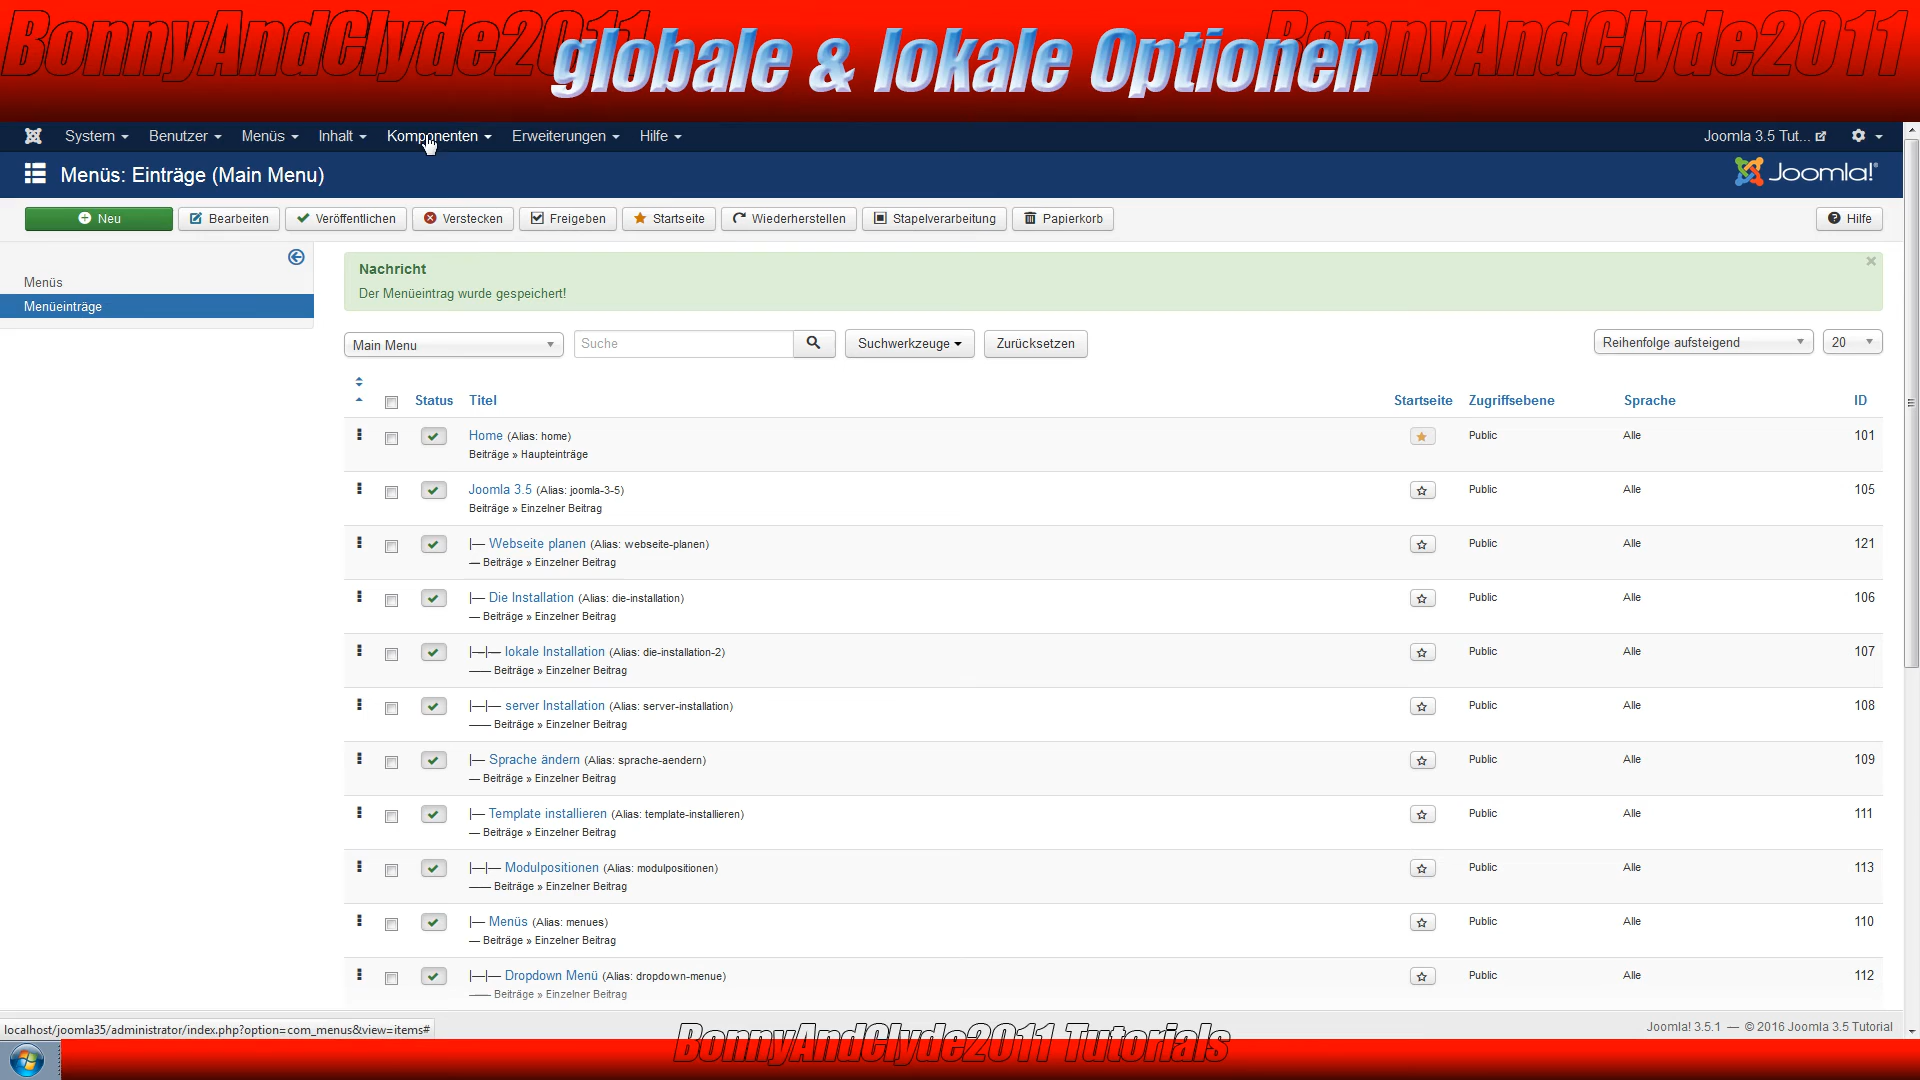 BonnyAndClyde2011
BonnyAndClyde2011
globale & lokale Optionen
System Benutzer Menüs Inhalt Komponenten Erweiterungen Hilfe Joomla 3.5 Tut...
Menüs: Einträge (Main Menu) Joomla!
Neu Bearbeiten Veröffentlichen Verstecken Freigeben Startseite Wiederherstellen Stapelverarbeitung Papierkorb Hilfe
Menüs
Menüeinträge
Nachricht
Der Menüeintrag wurde gespeichert!
Main Menu Suche Suchwerkzeuge Zurücksetzen Reihenfolge aufsteigend 20
Status Titel Startseite Zugriffsebene Sprache ID
Home (Alias: home) Public Alle 101
Beiträge » Haupteinträge
Joomla 3.5 (Alias: joomla-3-5) Public Alle 105
Beiträge » Einzelner Beitrag
|— Webseite planen (Alias: webseite-planen) Public Alle 121
— Beiträge » Einzelner Beitrag
|— Die Installation (Alias: die-installation) Public Alle 106
— Beiträge » Einzelner Beitrag
|—|— lokale Installation (Alias: die-installation-2) Public Alle 107
—— Beiträge » Einzelner Beitrag
|—|— server Installation (Alias: server-installation) Public Alle 108
—— Beiträge » Einzelner Beitrag
|— Sprache ändern (Alias: sprache-aendern) Public Alle 109
— Beiträge » Einzelner Beitrag
|— Template installieren (Alias: template-installieren) Public Alle 111
— Beiträge » Einzelner Beitrag
|—|— Modulpositionen (Alias: modulpositionen) Public Alle 113
—— Beiträge » Einzelner Beitrag
|— Menüs (Alias: menues) Public Alle 110
— Beiträge » Einzelner Beitrag
|—|— Dropdown Menü (Alias: dropdown-menue) Public Alle 112
—— Beiträge » Einzelner Beitrag
localhost/joomla35/administrator/index.php?option=com_menus&view=items#
Joomla! 3.5.1 — © 2016 Joomla 3.5 Tutorial
BonnyAndClyde2011 Tutorials